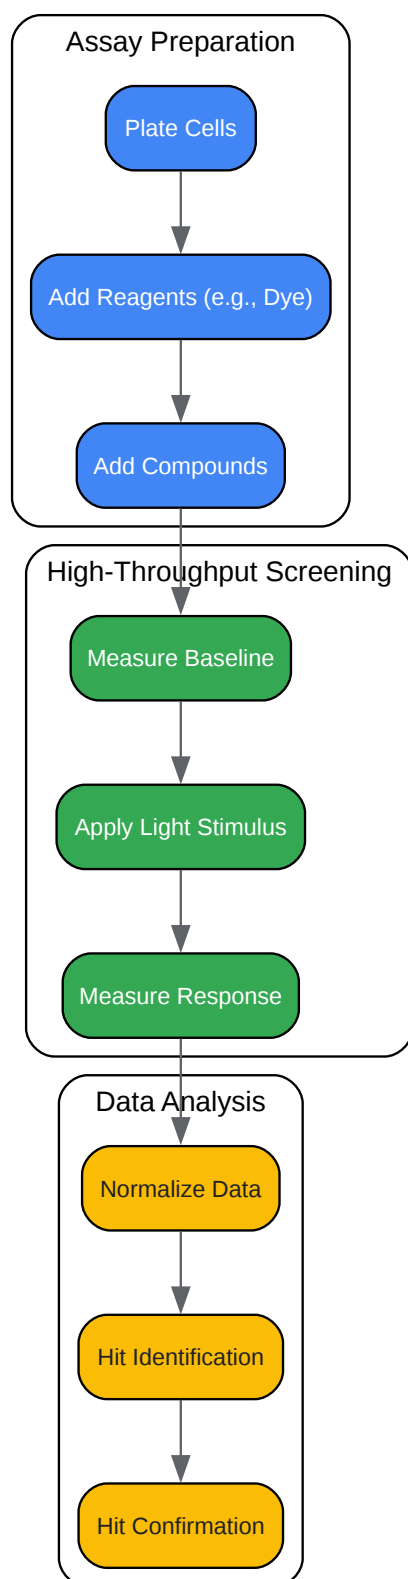 Assay Preparation
Plate Cells
Add Reagents (e.g., Dye)
Add Compounds
High-Throughput Screening
Measure Baseline
Apply Light Stimulus
Measure Response
Data Analysis
Normalize Data
Hit Identification
Hit Confirmation